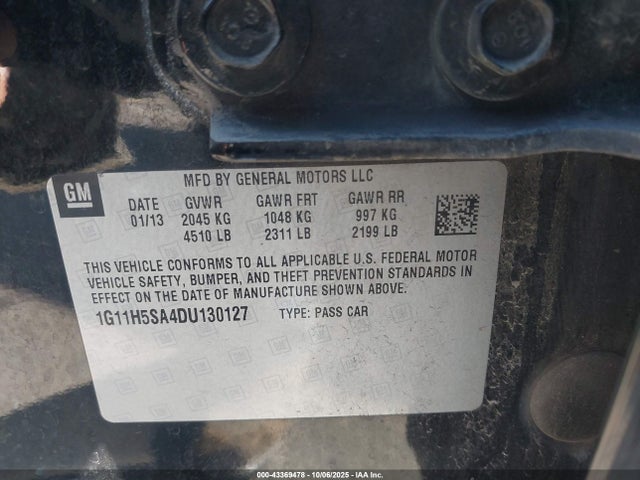 GM
MFD BY GENERAL MOTORS LLC
DATE GVWR GAWR FRT GAWR RR
01/13 2045 KG 1048 KG 997 KG
4510 LB 2311 LB 2199 LB
THIS VEHICLE CONFORMS TO ALL APPLICABLE U.S. FEDERAL MOTOR
VEHICLE SAFETY, BUMPER, AND THEFT PREVENTION STANDARDS IN
EFFECT ON THE DATE OF MANUFACTURE SHOWN ABOVE.
1G11H5SA4DU130127 TYPE: PASS CAR
000-43369478 - 10/06/2025 - IAA Inc.